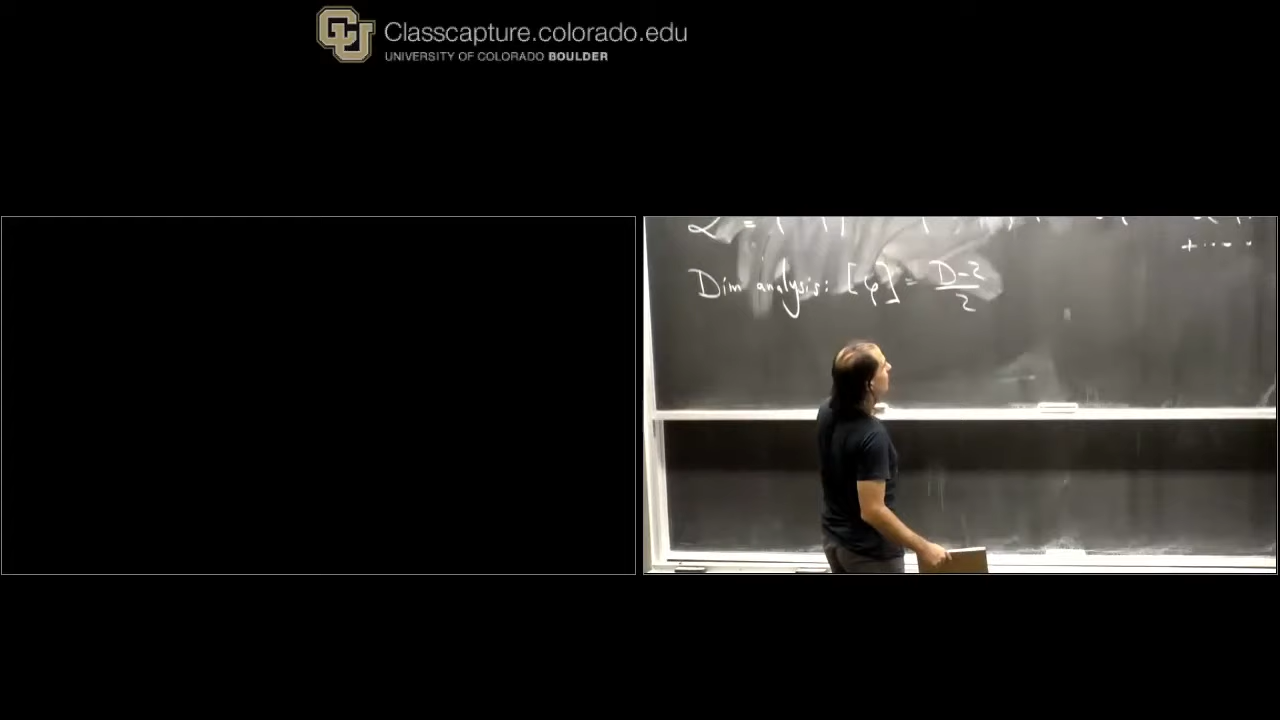 Classcapture.colorado.edu
UNIVERSITY OF COLORADO BOULDER
L =
+ ....
Dim analysis: [φ] = D-2/2